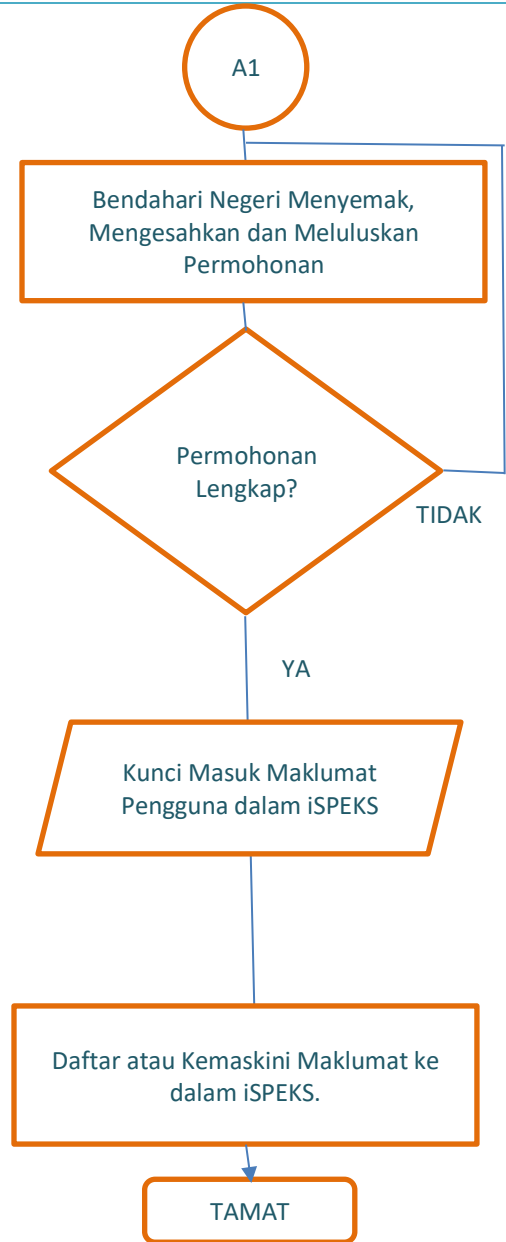 A1
Bendahari Negeri Menyemak,
Mengesahkan dan Meluluskan
Permohonan
Permohonan
Lengkap?
TIDAK
YA
Kunci Masuk Maklumat
Pengguna dalam iSPEKS
Daftar atau Kemaskini Maklumat ke
dalam iSPEKS.
TAMAT